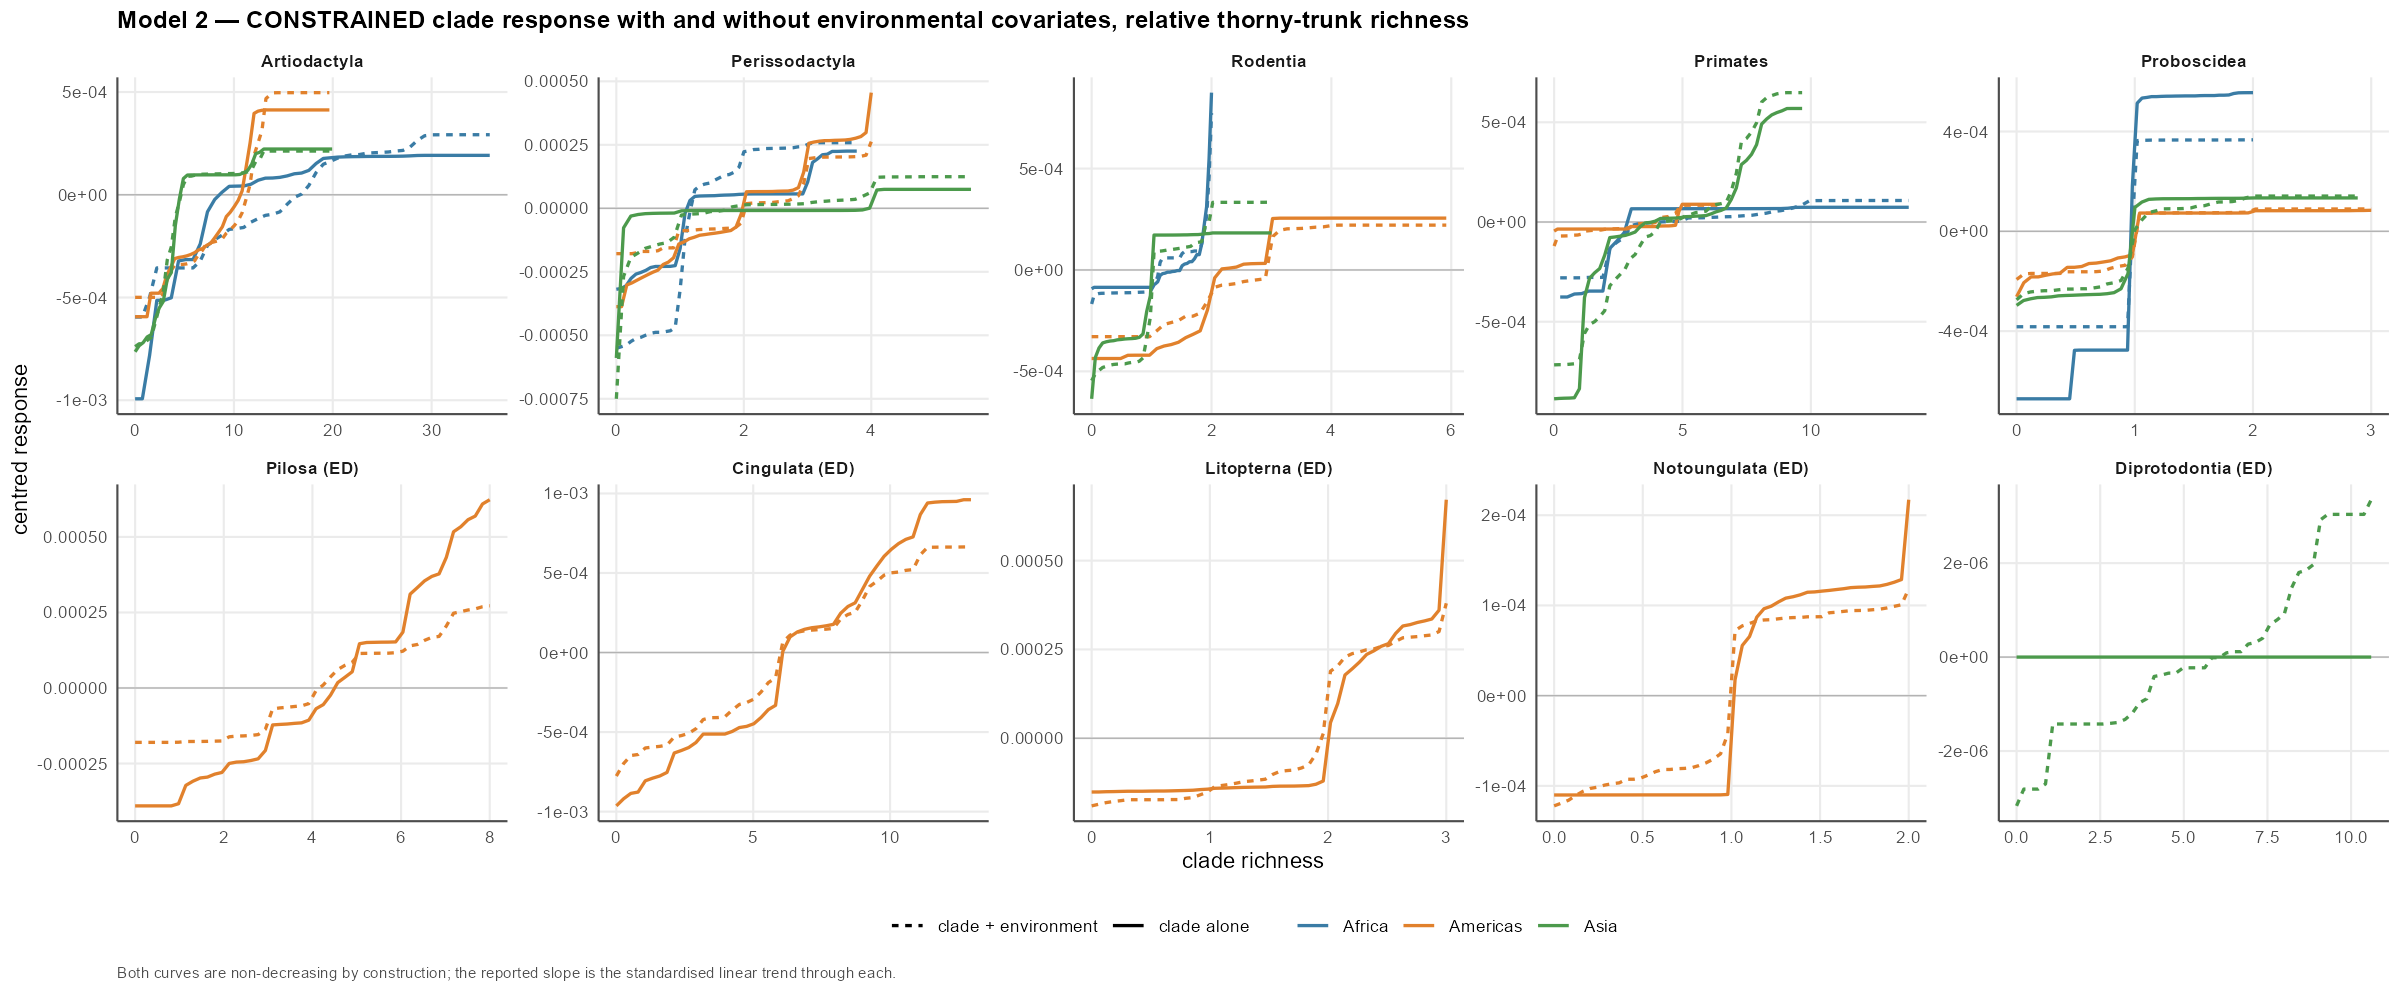 Model 2 — CONSTRAINED clade response with and without environmental covariates, relative thorny-trunk richness
Artiodactyla
Perissodactyla
Rodentia
Primates
Proboscidea
5e-04
0e+00
-5e-04
-1e-03
0 10 20 30
0.00050
0.00025
0.00000
-0.00025
-0.00050
-0.00075
0 2 4
5e-04
0e+00
-5e-04
0 2 4 6
5e-04
0e+00
-5e-04
0 5 10
4e-04
0e+00
-4e-04
0 1 2 3
centred response
Pilosa (ED)
Cingulata (ED)
Litopterna (ED)
Notoungulata (ED)
Diprotodontia (ED)
0.00050
0.00025
0.00000
-0.00025
0 2 4 6 8
1e-03
5e-04
0e+00
-5e-04
-1e-03
0 5 10
0.00050
0.00025
0.00000
0 1 2 3
2e-04
1e-04
0e+00
-1e-04
0.0 0.5 1.0 1.5 2.0
2e-06
0e+00
-2e-06
0.0 2.5 5.0 7.5 10.0
clade richness
clade + environment clade alone Africa Americas Asia
Both curves are non-decreasing by construction; the reported slope is the standardised linear trend through each.